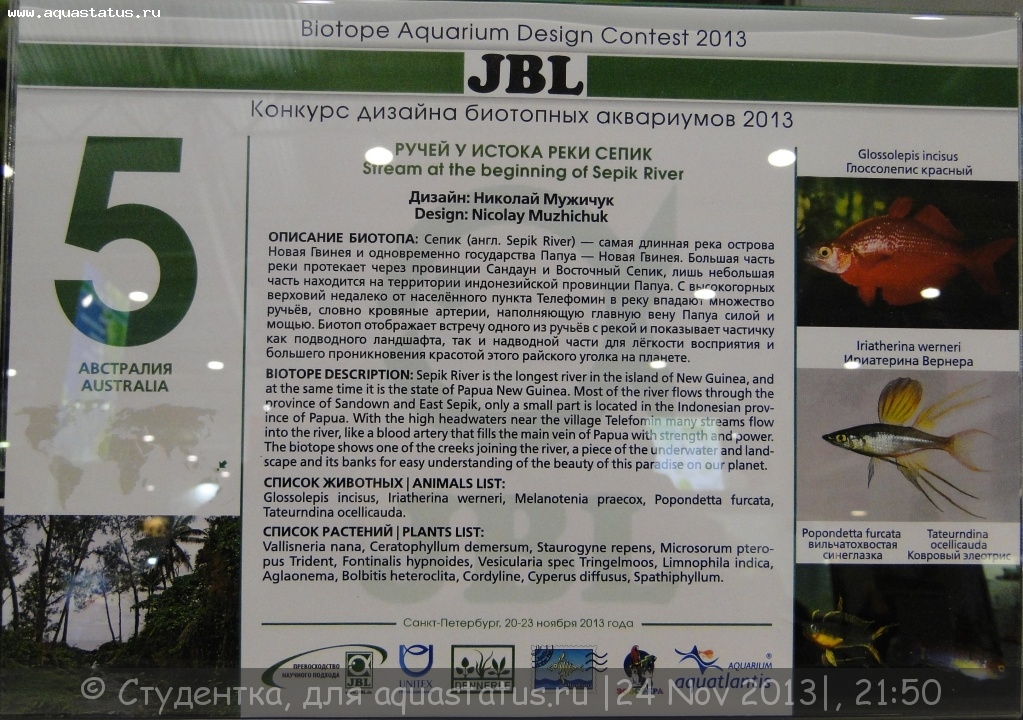 www.aquastatus.ru
Biotope Aquarium Design Contest 2013
JBL
Конкурс дизайна биотопных аквариумов 2013
5
АВСТРАЛИЯ
AUSTRALIA
РУЧЕЙ У ИСТОКА РЕКИ СЕПИК
Stream at the beginning of Sepik River
Дизайн: Николай Мужичук
Design: Nicolay Muzhichuk
ОПИСАНИЕ БИОТОПА: Сепик (англ. Sepik River) — самая длинная река острова
Новая Гвинея и одновременно государства Папуа — Новая Гвинея. Большая часть
реки протекает через провинции Сандаун и Восточный Сепик, лишь небольшая
часть находится на территории индонезийской провинции Папуа. С высокогорных
верховий недалеко от населённого пункта Телефомин в реку впадают множество
ручьёв, словно кровяные артерии, наполняющую главную вену Папуа силой и
мощью. Биотоп отображает встречу одного из ручьёв с рекой и показывает частичку
как подводного ландшафта, так и надводной части для лёгкости восприятия и
большего проникновения красотой этого райского уголка на планете.
BIOTOPE DESCRIPTION: Sepik River is the longest river in the island of New Guinea, and
at the same time it is the state of Papua New Guinea. Most of the river flows through the
province of Sandown and East Sepik, only a small part is located in the Indonesian prov-
ince of Papua. With the high headwaters near the village Telefomin many streams flow
into the river, like a blood artery that fills the main vein of Papua with strength and power.
The biotope shows one of the creeks joining the river, a piece of the underwater and land-
scape and its banks for easy understanding of the beauty of this paradise on our planet.
СПИСОК ЖИВОТНЫХ | ANIMALS LIST:
Glossolepis incisus, Iriatherina werneri, Melanotenia praecox, Popondetta furcata,
Tateurndina ocellicauda.
СПИСОК РАСТЕНИЙ | PLANTS LIST:
Vallisneria nana, Ceratophyllum demersum, Staurogyne repens, Microsorum ptero-
pus Trident, Fontinalis hypnoides, Vesicularia spec Tringelmoos, Limnophila indica,
Aglaonema, Bolbitis heteroclita, Cordyline, Cyperus diffusus, Spathiphyllum.
Glossolepis incisus
Глоссолепис красный
Iriatherina werneri
Ириатерина Вернера
Popondetta furcata
вильчатохвостая
синеглазка
Tateurndina
ocellicauda
Ковровый элеотрис
Санкт-Петербург, 20-23 ноября 2013 года
ПРЕВОСХОДСТВО
НАУЧНОГО ПОДХОДА
JBL
UNITEX
DENNERLE
AQUARIUM
aquatlantis
© Студентка, для aquastatus.ru |24 Nov 2013|, 21:50